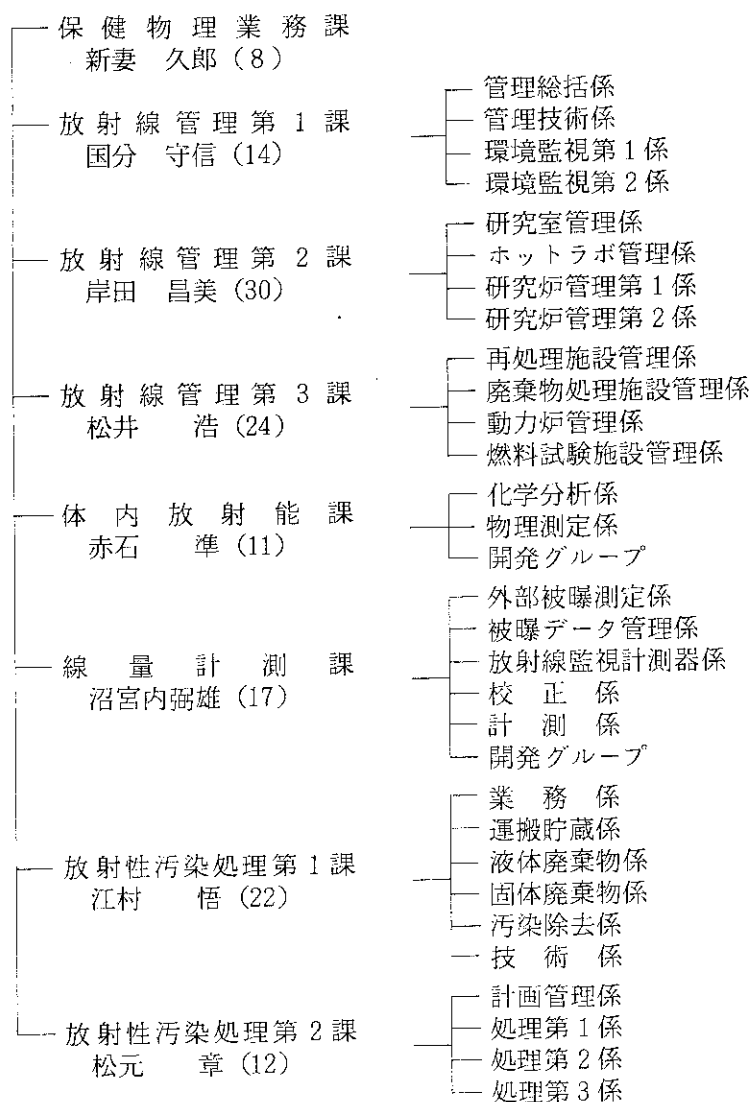 保健物理業務課
新妻 久郎 (8)
放射線管理第1課
国分 守信 (14)
管理総括係
管理技術係
環境監視第1係
環境監視第2係
放射線管理第2課
岸田 昌美 (30)
研究室管理係
ホットラボ管理係
研究炉管理第1係
研究炉管理第2係
放射線管理第3課
松井 浩 (24)
再処理施設管理係
廃棄物処理施設管理係
動力炉管理係
燃料試験施設管理係
体内放射能課
赤石 準 (11)
化学分析係
物理測定係
開発グループ
線量計測課
沼宮内弼雄 (17)
外部被曝測定係
被曝データ管理係
放射線監視計測器係
校正係
計測係
開発グループ
放射性汚染処理第1課
江村 悟 (22)
業務係
運搬貯蔵係
液体廃棄物係
固体廃棄物係
汚染除去係
技術係
放射性汚染処理第2課
松元 章 (12)
計画管理係
処理第1係
処理第2係
処理第3係